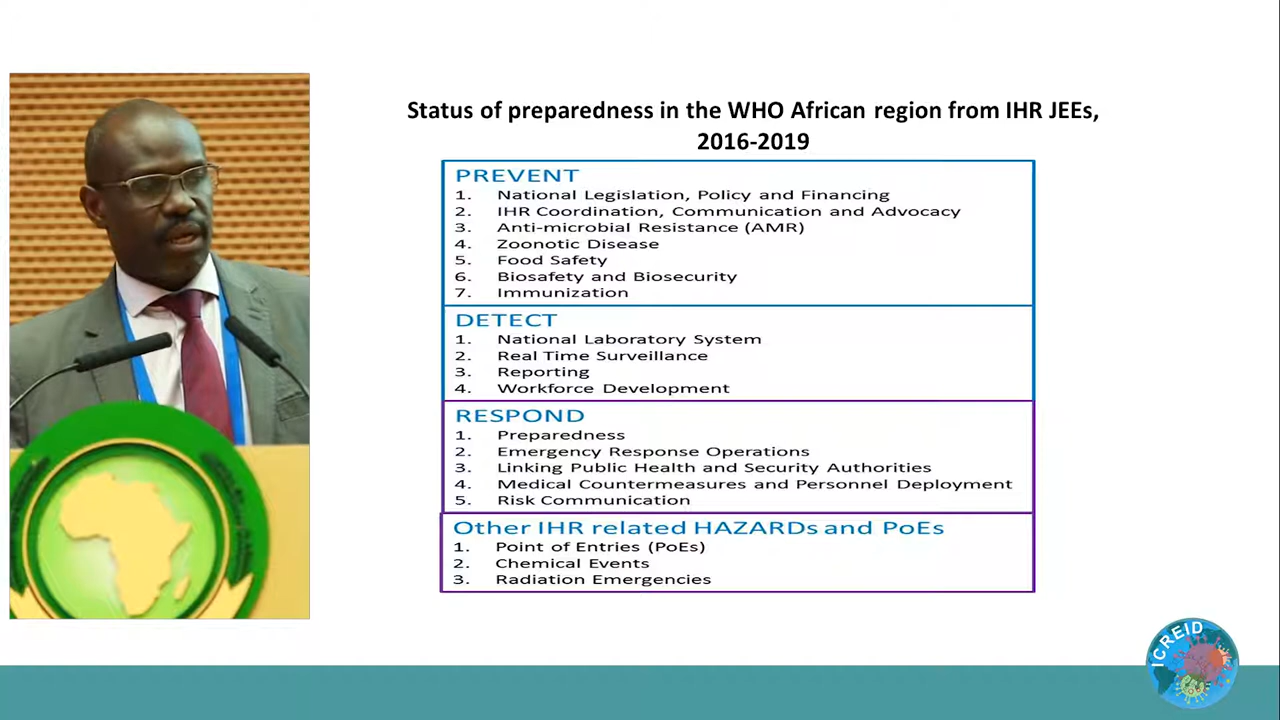 Status of preparedness in the WHO African region from IHR JEEs,
2016-2019
PREVENT
1. National Legislation, Policy and Financing
2. IHR Coordination, Communication and Advocacy
3. Anti-microbial Resistance (AMR)
4. Zoonotic Disease
5. Food Safety
6. Biosafety and Biosecurity
7. Immunization
DETECT
1. National Laboratory System
2. Real Time Surveillance
3. Reporting
4. Workforce Development
RESPOND
1. Preparedness
2. Emergency Response Operations
3. Linking Public Health and Security Authorities
4. Medical Countermeasures and Personnel Deployment
5. Risk Communication
Other IHR related HAZARDs and PoEs
1. Point of Entries (PoEs)
2. Chemical Events
3. Radiation Emergencies
ICREID